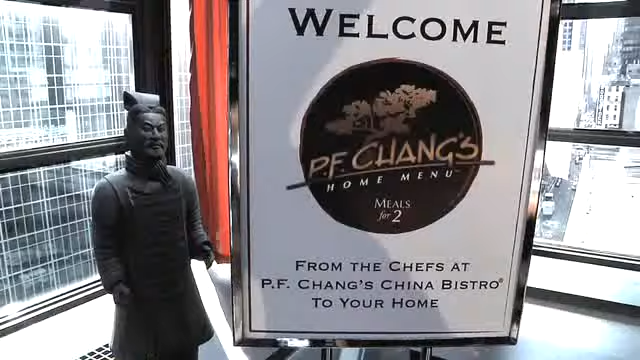 WELCOME
P.F. CHANG'S
HOME MENU
MEALS
for 2
FROM THE CHEFS AT
P.F. CHANG'S CHINA BISTRO®
TO YOUR HOME